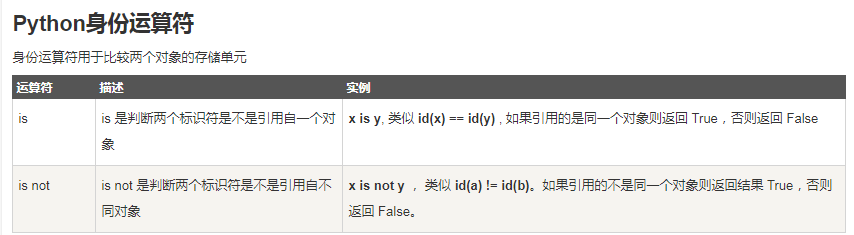 Python身份运算符
身份运算符用于比较两个对象的存储单元
运算符 描述 实例
is
is 是判断两个标识符是不是引用自一个对
象
x is y, 类似 id(x) == id(y) , 如果引用的是同一个对象则返回 True，否则返回 False
is not
is not 是判断两个标识符是不是引用自不
同对象
x is not y ， 类似 id(a) != id(b)。如果引用的不是同一个对象则返回结果 True，否则
返回 False。